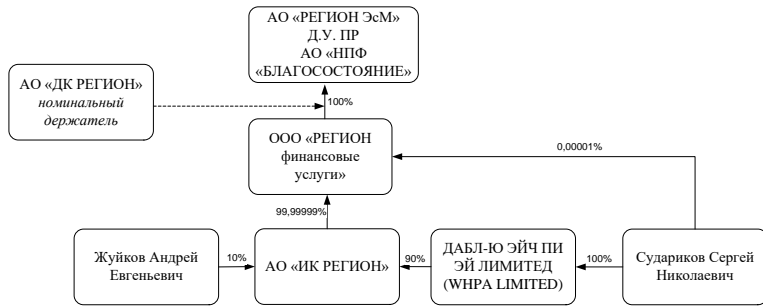 АО «РЕГИОН ЭсМ»
Д.У. ПР
АО «НПФ
«БЛАГОСОСТОЯНИЕ»
АО «ДК РЕГИОН»
номинальный
держатель
100%
ООО «РЕГИОН
финансовые
услуги»
0,00001%
99,99999%
Жуйков Андрей
Евгеньевич
10%
АО «ИК РЕГИОН»
90%
ДАБЛ-Ю ЭЙЧ ПИ
ЭЙ ЛИМИТЕД
(WHPA LIMITED)
100%
Судариков Сергей
Николаевич